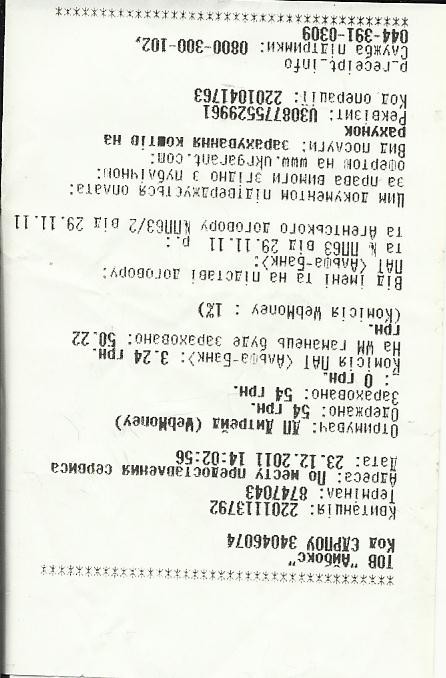 ************************************
ТОВ "Айбокс"
Код ЄДРПОУ 34046074
Квитанція: 2201113792
Термінал: 8747043
Адреса: По месту предоставления сервиса
Дата: 23.12.2011 14:02:56
Отримувач: ДП Дитрейд (WebMoney)
Одержано: 54 грн.
Зараховано: 54 грн.
: 0 грн.
Комісія ПАТ <Альфа-Банк>: 3.24 грн.
На WM гаманець буде зараховано: 50.22
грн.
(Комісія WebMoney : 1%)
Від імені та на підставі договору:
ПАТ <Альфа-Банк>:
та № ПП63 від 29.11.11 р.:
та Агентського договору №ПП63/2 від 29.11.11
Цим документом підтверджується оплата
за права вимоги згідно з публічною:
офертою на www.ukrgarant.com:
Вид послуги: Зарахування коштів на
рахунок
Реквізит: U308775529961
Код операції: 2201041763
p_receipt_info
Служба підтримки: 0800-300-102,
044-391-0309
************************************